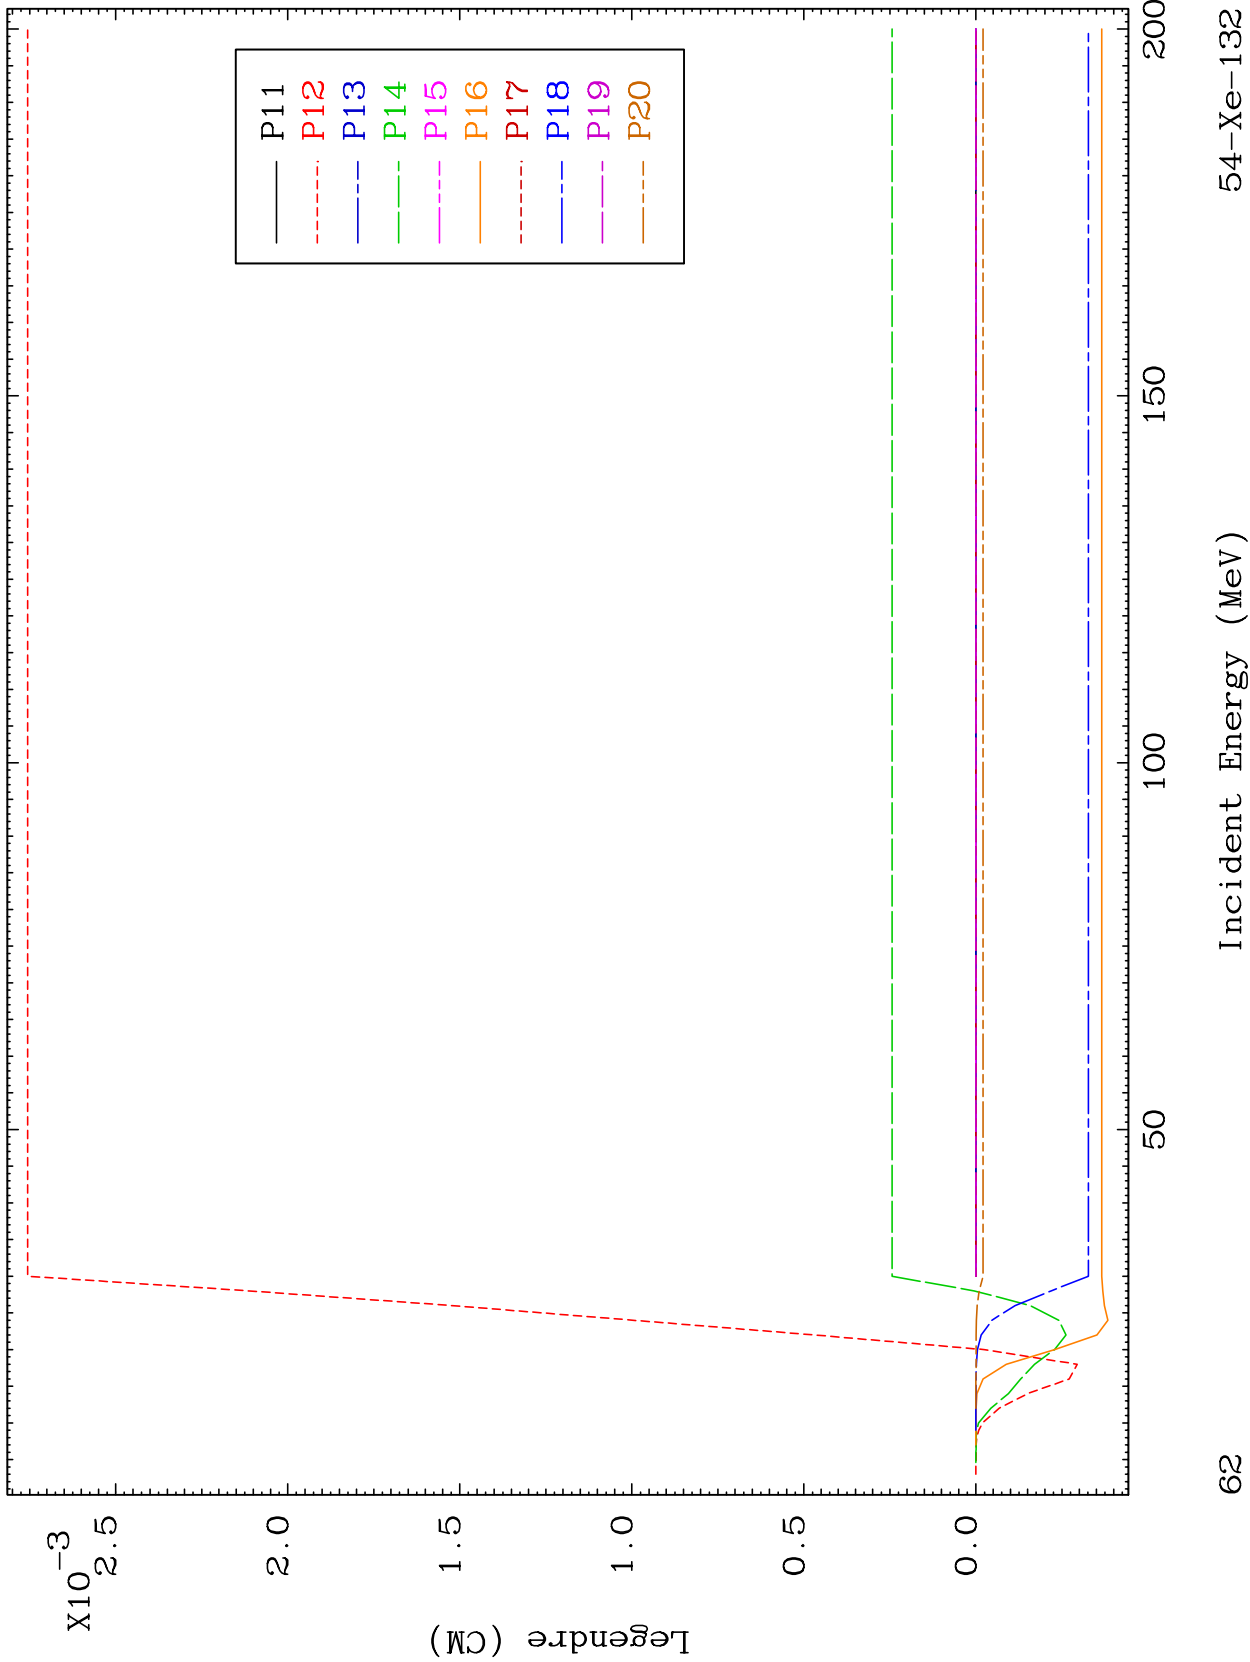 X10-3
2.5
2.0
1.5
1.0
0.5
0.0
Legendre (CM)
P11
P12
P13
P14
P15
P16
P17
P18
P19
P20
50
100
150
200
62
Incident Energy (MeV)
54-Xe-132